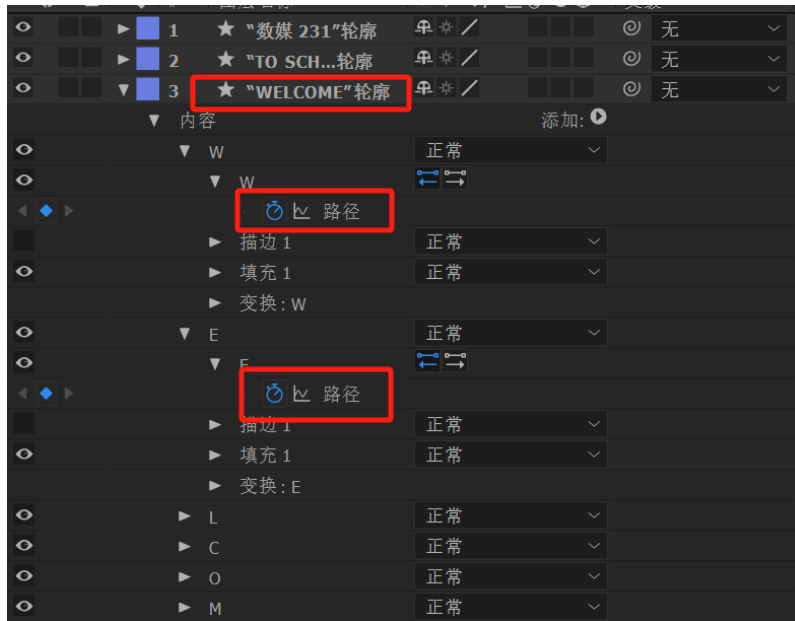 1 ★ "数媒 231"轮廓 无
2 ★ "TO SCH...轮廓 无
3 ★ "WELCOME"轮廓 无
内容 添加:
W 正常
W
路径
描边 1 正常
填充 1 正常
变换: W
E 正常
路径
描边 1 正常
填充 1 正常
变换: E
L 正常
C 正常
O 正常
M 正常